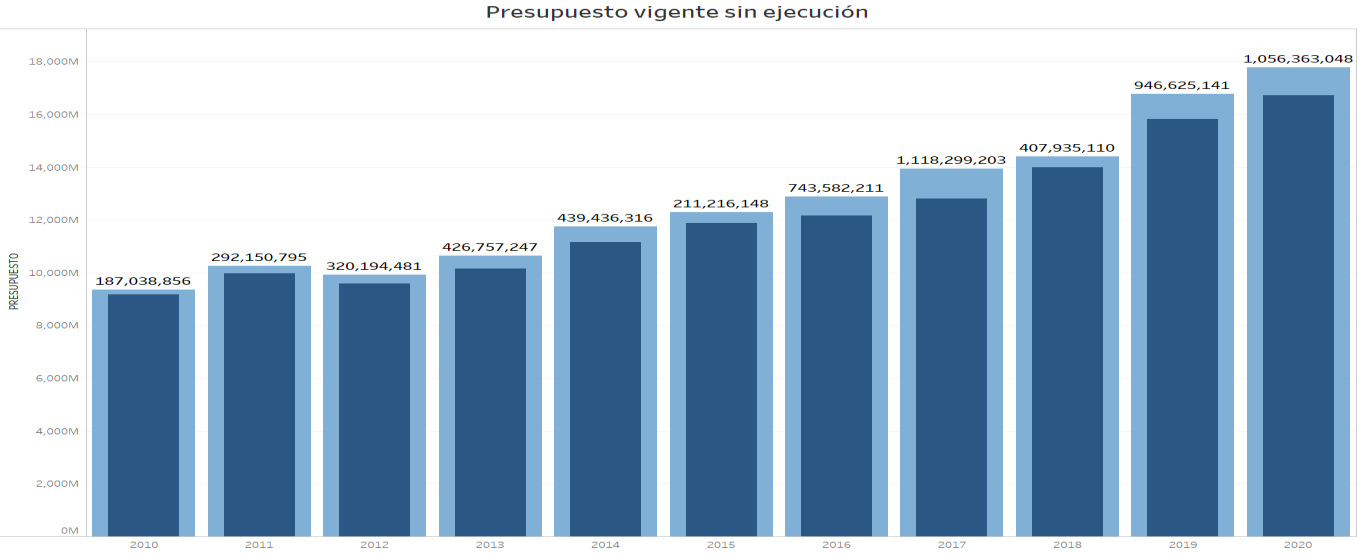 Presupuesto vigente sin ejecución
PRESUPUESTO
18,000M
16,000M
14,000M
12,000M
10,000M
8,000M
6,000M
4,000M
2,000M
0M
187,038,856
292,150,795
320,194,481
426,757,247
439,436,316
211,216,148
743,582,211
1,118,299,203
407,935,110
946,625,141
1,056,363,048
2010
2011
2012
2013
2014
2015
2016
2017
2018
2019
2020